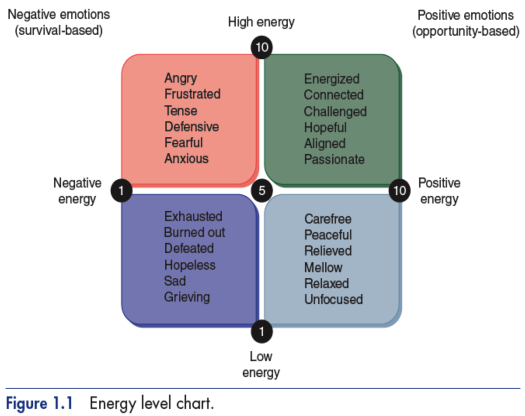 Negative emotions
(survival-based)
High energy
Positive emotions
(opportunity-based)
10
Angry
Frustrated
Tense
Defensive
Fearful
Anxious
Energized
Connected
Challenged
Hopeful
Aligned
Passionate
Negative
energy
1
5
10
Positive
energy
Exhausted
Burned out
Defeated
Hopeless
Sad
Grieving
Carefree
Peaceful
Relieved
Mellow
Relaxed
Unfocused
1
Low
energy
Figure 1.1 Energy level chart.